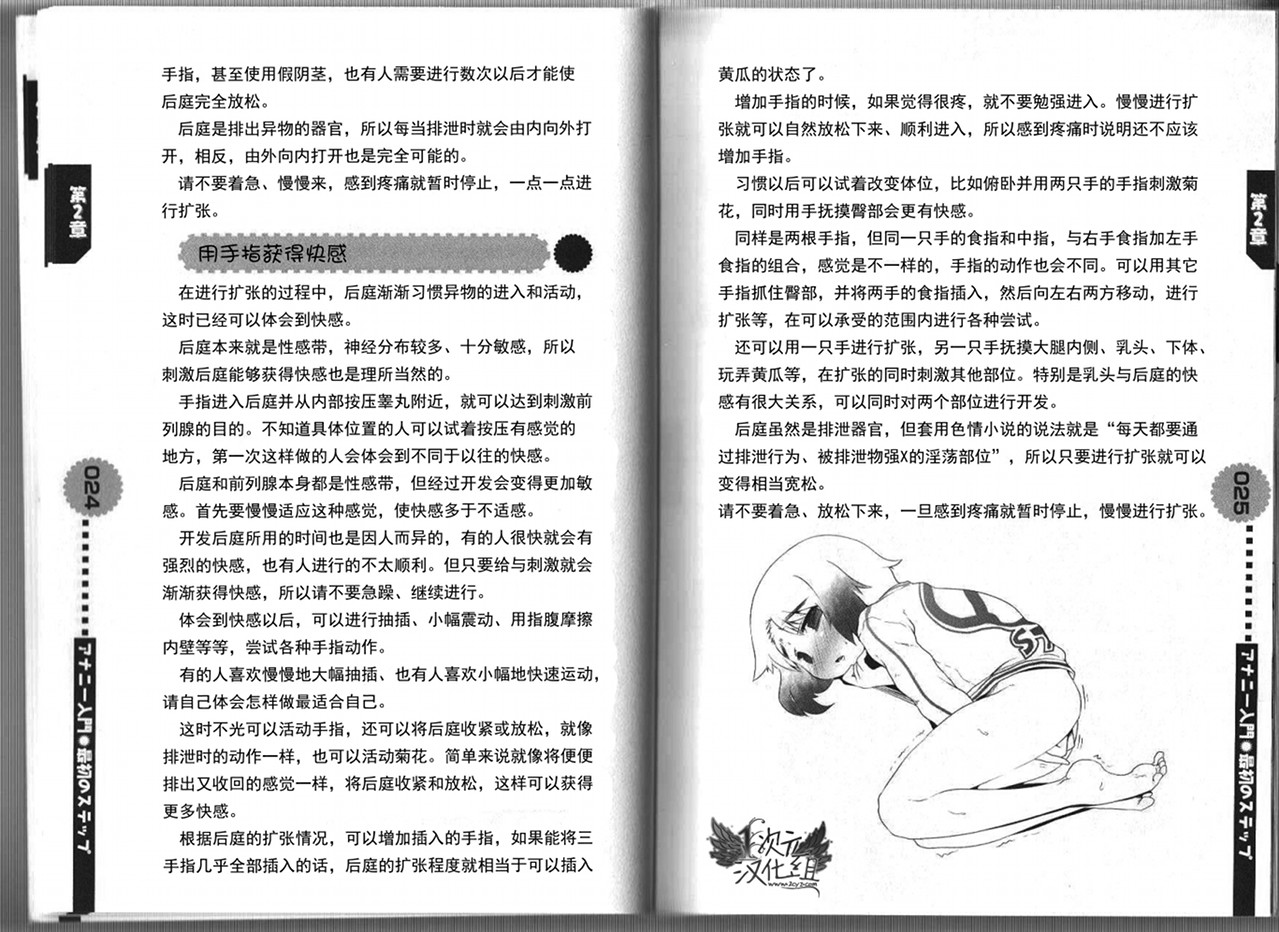 手指，甚至使用假阴茎，也有人需要进行数次以后才能使
后庭完全放松。
后庭是排出异物的器官，所以每当排泄时就会由内向外打
开，相反，由外向内打开也是完全可能的。
请不要着急、慢慢来，感到疼痛就暂时停止，一点一点进
行扩张。
用手指获得快感
在进行扩张的过程中，后庭渐渐习惯异物的进入和活动，
这时已经可以体会到快感。
后庭本来就是性感带，神经分布较多、十分敏感，所以
刺激后庭能够获得快感也是理所当然的。
手指进入后庭并从内部按压睾丸附近，就可以达到刺激前
列腺的目的。不知道具体位置的人可以试着按压有感觉的
地方，第一次这样做的人会体会到不同于以往的快感。
后庭和前列腺本身都是性感带，但经过开发会变得更加敏
感。首先要慢慢适应这种感觉，使快感多于不适感。
开发后庭所用的时间也是因人而异的，有的人很快就会有
强烈的快感，也有人进行的不太顺利。但只要给与刺激就会
渐渐获得快感，所以请不要急躁、继续进行。
体会到快感以后，可以进行抽插、小幅震动、用指腹摩擦
内壁等等，尝试各种手指动作。
有的人喜欢慢慢地大幅抽插、也有人喜欢小幅地快速运动，
请自己体会怎样做最适合自己。
这时不光可以活动手指，还可以将后庭收紧或放松，就像
排泄时的动作一样，也可以活动菊花。简单来说就像将便便
排出又收回的感觉一样，将后庭收紧和放松，这样可以获得
更多快感。
根据后庭的扩张情况，可以增加插入的手指，如果能将三
手指几乎全部插入的话，后庭的扩张程度就相当于可以插入
第2章
024
アナニー入門●最初のステップ
黄瓜的状态了。
增加手指的时候，如果觉得很疼，就不要勉强进入。慢慢进行扩
张就可以自然放松下来、顺利进入，所以感到疼痛时说明还不应该
增加手指。
习惯以后可以试着改变体位，比如俯卧并用两只手的手指刺激菊
花，同时用手抚摸臀部会更有快感。
同样是两根手指，但同一只手的食指和中指，与右手食指加左手
食指的组合，感觉是不一样的，手指的动作也会不同。可以用其它
手指抓住臀部，并将两手的食指插入，然后向左右两方移动，进行
扩张等，在可以承受的范围内进行各种尝试。
还可以用一只手进行扩张，另一只手抚摸大腿内侧、乳头、下体、
玩弄黄瓜等，在扩张的同时刺激其他部位。特别是乳头与后庭的快
感有很大关系，可以同时对两个部位进行开发。
后庭虽然是排泄器官，但套用色情小说的说法就是“每天都要通
过排泄行为、被排泄物强X的淫荡部位”，所以只要进行扩张就可以
变得相当宽松。
请不要着急、放松下来，一旦感到疼痛就暂时停止，慢慢进行扩张。
次元
汉化组
第2章
025
アナニー入門●最初のステップ